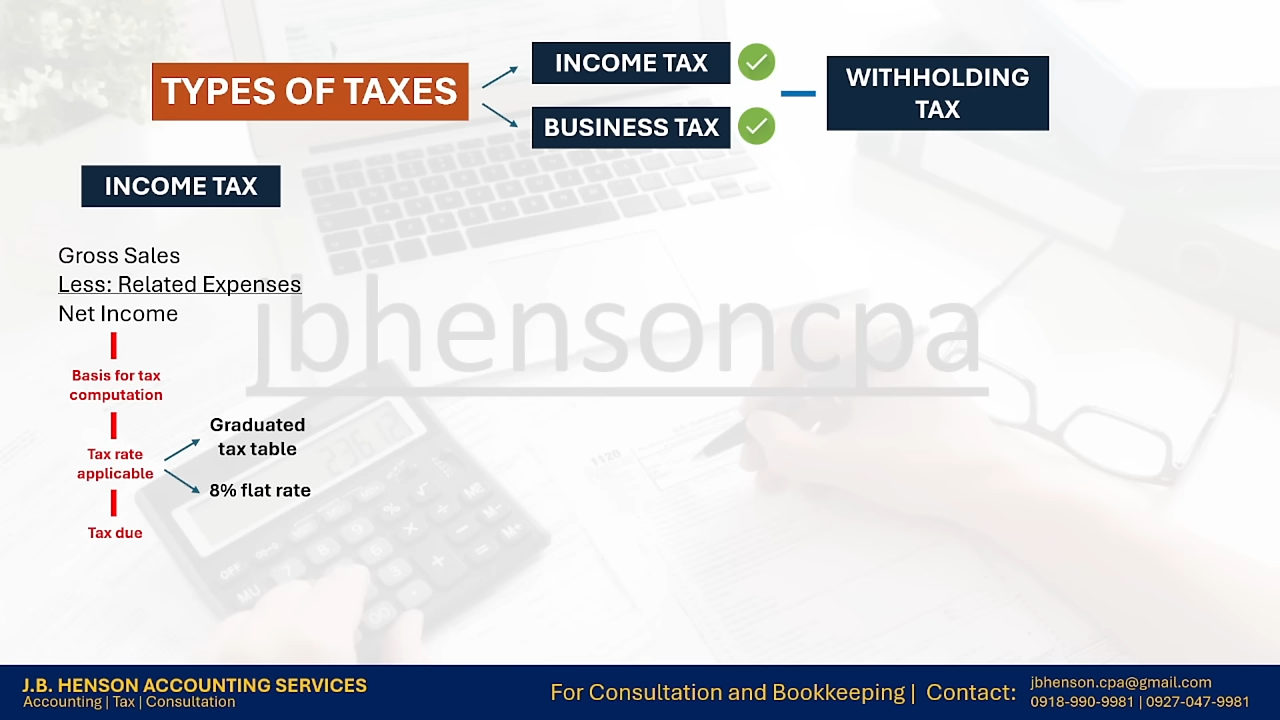 TYPES OF TAXES
INCOME TAX
BUSINESS TAX
WITHHOLDING
TAX
INCOME TAX
Gross Sales
Less: Related Expenses
Net Income
Basis for tax
computation
Tax rate
applicable
Graduated
tax table
8% flat rate
Tax due
jbhensoncpa
1120
J.B. HENSON ACCOUNTING SERVICES
Accounting | Tax | Consultation
For Consultation and Bookkeeping | Contact:
jbhenson.cpa@gmail.com
0918-990-9981 | 0927-047-9981